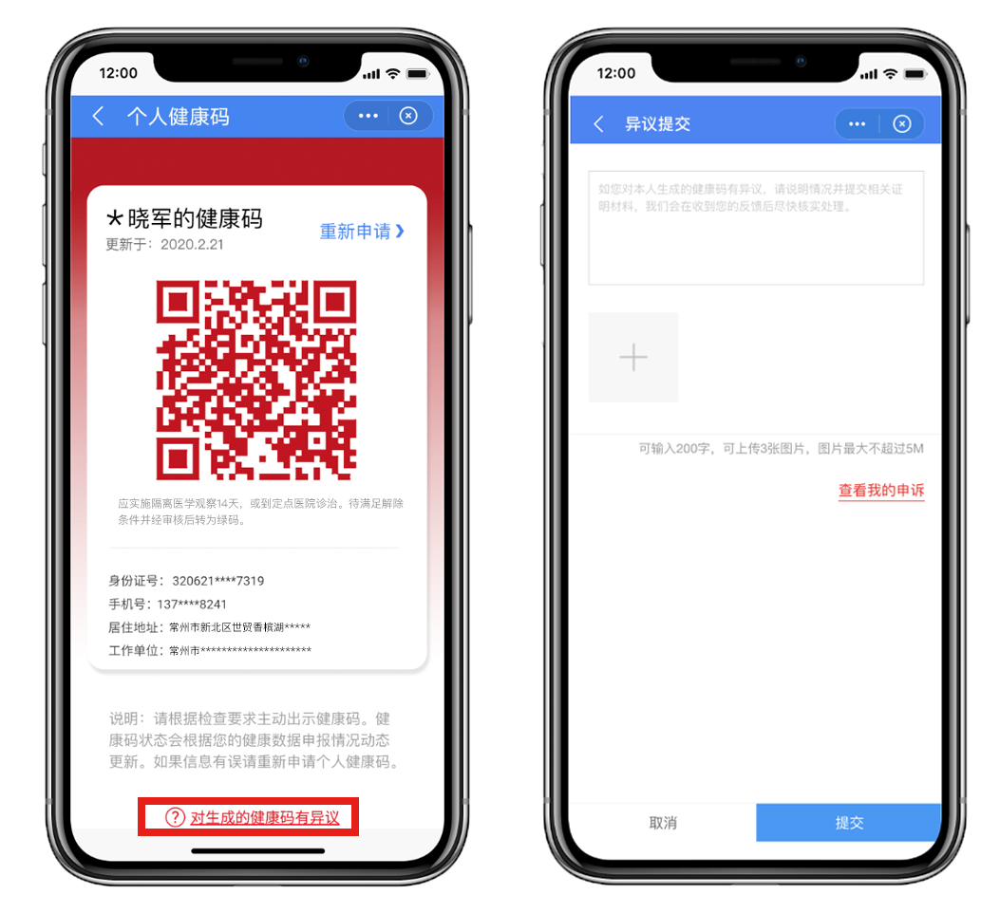 12:00
个人健康码
*晓军的健康码
更新于：2020.2.21
重新申请
应实施隔离医学观察14天，或到定点医院诊治。待满足解除
条件并经审核后转为绿码。
身份证号：320621****7319
手机号：137****8241
居住地址：常州市新北区世贸香槟湖*****
工作单位：常州市*********************
说明：请根据检查要求主动出示健康码。健
康码状态会根据您的健康数据申报情况动态
更新。如果信息有误请重新申请个人健康码。
? 对生成的健康码有异议
12:00
异议提交
如您对本人生成的健康码有异议，请说明情况并提交相关证
明材料，我们会在收到您的反馈后尽快核实处理。
可输入200字，可上传3张图片，图片最大不超过5M
查看我的申诉
取消
提交